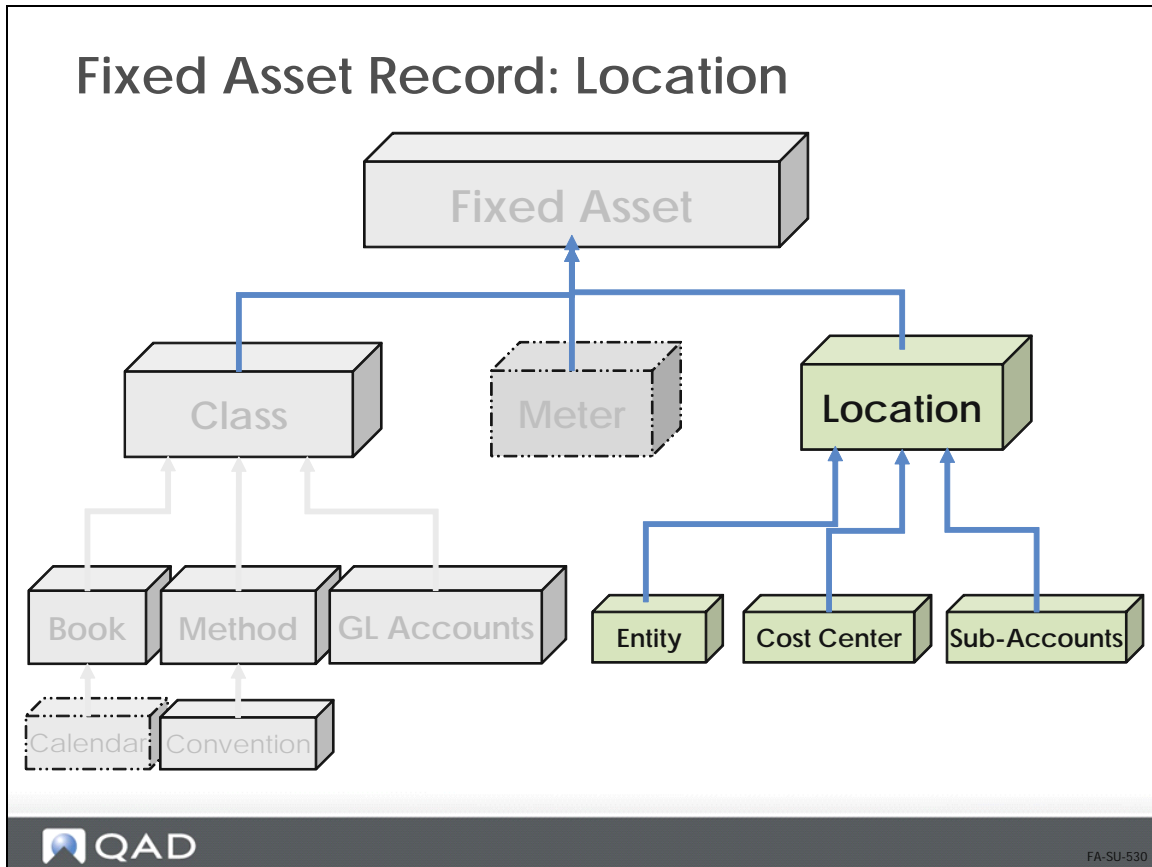 Fixed Asset Record: Location
Fixed Asset
Class
Meter
Location
Book
Method
GL Accounts
Entity
Cost Center
Sub-Accounts
Calendar
Convention
QAD
FA-SU-530